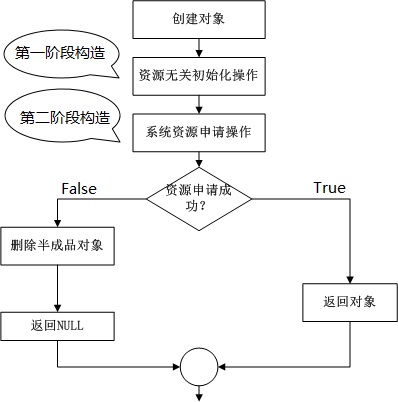 创建对象
第一阶段构造
资源无关初始化操作
第二阶段构造
系统资源申请操作
资源申请成
功?
False
True
删除半成品对象
返回对象
返回NULL